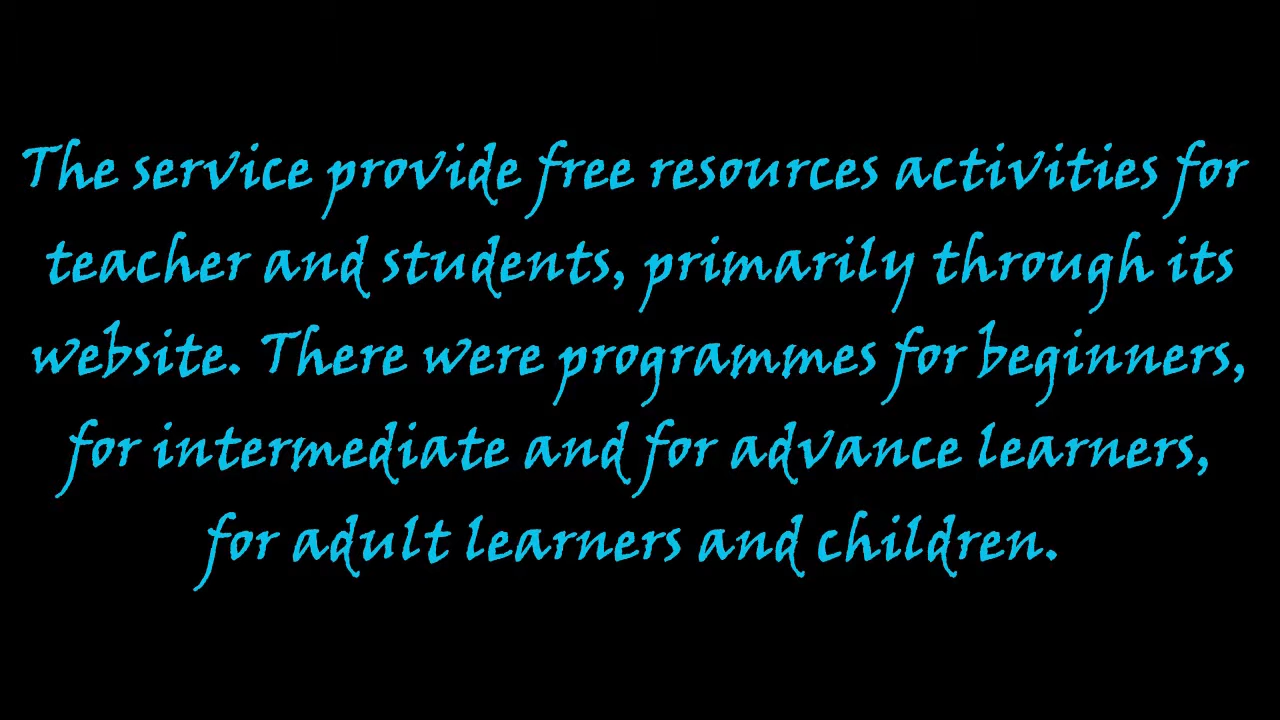 The service provide free resources activities for
teacher and students, primarily through its
website. There were programmes for beginners,
for intermediate and for advance learners,
for adult learners and children.